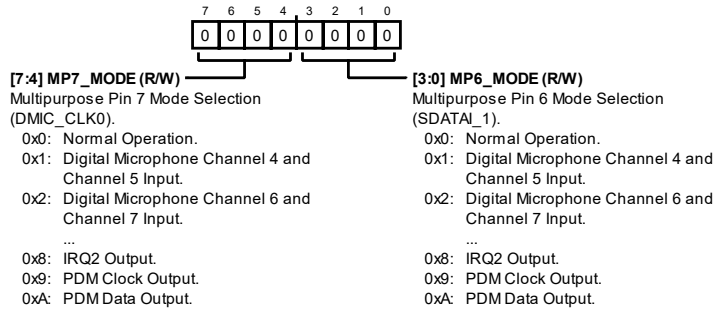 7 6 5 4 3 2 1 0
0 0 0 0 0 0 0 0
[7:4] MP7_MODE (R/W)
Multipurpose Pin 7 Mode Selection
(DMIC_CLK0).
0x0: Normal Operation.
0x1: Digital Microphone Channel 4 and
Channel 5 Input.
0x2: Digital Microphone Channel 6 and
Channel 7 Input.
...
0x8: IRQ2 Output.
0x9: PDM Clock Output.
0xA: PDM Data Output.
[3:0] MP6_MODE (R/W)
Multipurpose Pin 6 Mode Selection
(SDATAI_1).
0x0: Normal Operation.
0x1: Digital Microphone Channel 4 and
Channel 5 Input.
0x2: Digital Microphone Channel 6 and
Channel 7 Input.
...
0x8: IRQ2 Output.
0x9: PDM Clock Output.
0xA: PDM Data Output.